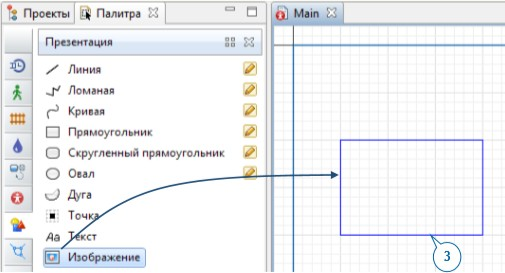 Проекты Палитра Main
Презентация
Линия
Ломаная
Кривая
Прямоугольник
Скругленный прямоугольник
Овал
Дуга
Точка
Aa Текст
Изображение
3